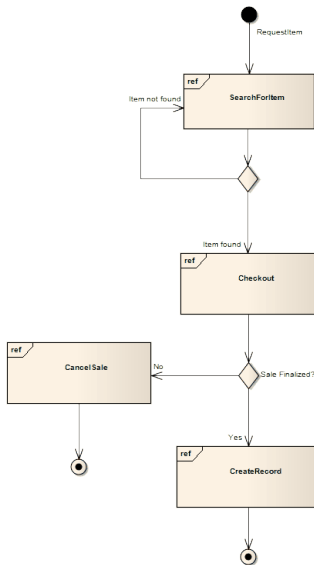 RequestItem
ref
SearchForItem
Item not found
Item found
ref
Checkout
ref
CancelSale
No
Sale Finalized?
Yes
ref
CreateRecord